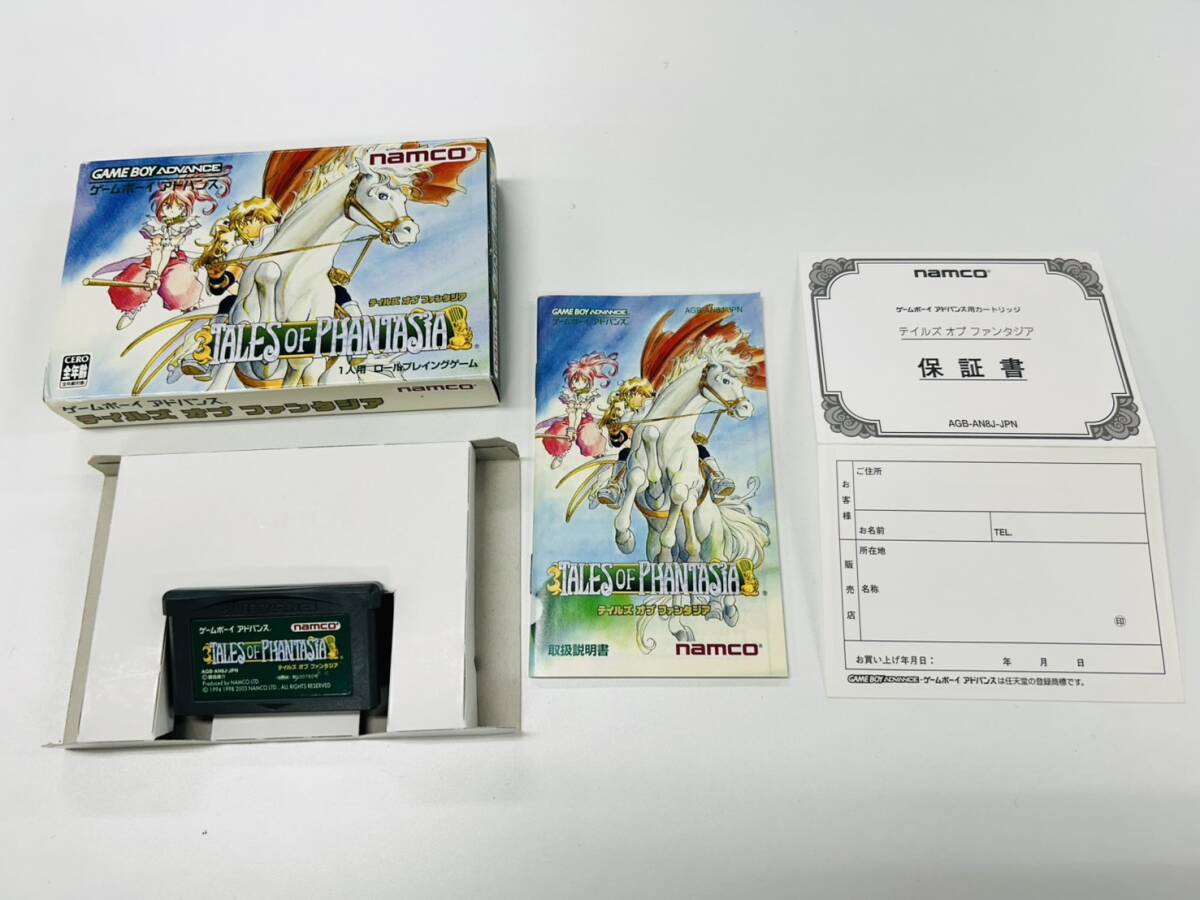 GAME BOY ADVANCE
ゲームボーイ アドバンス
namco
テイルズ オブ ファンタジア
TALES OF PHANTASIA
1人用 ロールプレイングゲーム
CERO
全年齢
全年齢対象
ゲームボーイ アドバンス
テイルズ オブ ファンタジア
namco
ゲームボーイ アドバンス
namco
TALES OF PHANTASIA
AGB-AN8J-JPN
テイルズ オブ ファンタジア
Produced by NAMCO LTD.
© 1994 1998 2003 NAMCO LTD., ALL RIGHTS RESERVED
GAME BOY ADVANCE
ゲームボーイ アドバンス
AGB-AN8J-JPN
TALES OF PHANTASIA
テイルズ オブ ファンタジア
取扱説明書
namco
namco
ゲームボーイ アドバンス用カートリッジ
テイルズ オブ ファンタジア
保証書
AGB-AN8J-JPN
お客様
ご住所
お名前
TEL.
販売店
所在地
名称
印
お買い上げ年月日： 年 月 日
GAME BOY ADVANCE・ゲームボーイ アドバンスは任天堂の登録商標です。